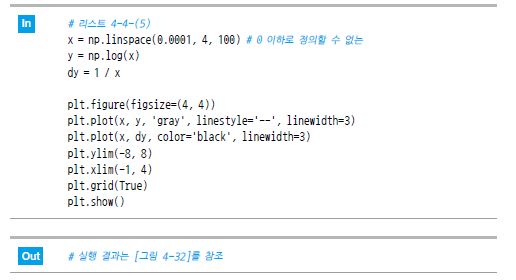 In
# 리스트 4-4-(5)
x = np.linspace(0.0001, 4, 100) # 0 이하로 정의할 수 없는
y = np.log(x)
dy = 1 / x
plt.figure(figsize=(4, 4))
plt.plot(x, y, 'gray', linestyle='--', linewidth=3)
plt.plot(x, dy, color='black', linewidth=3)
plt.ylim(-8, 8)
plt.xlim(-1, 4)
plt.grid(True)
plt.show()
Out
# 실행 결과는 [그림 4-32]를 참조